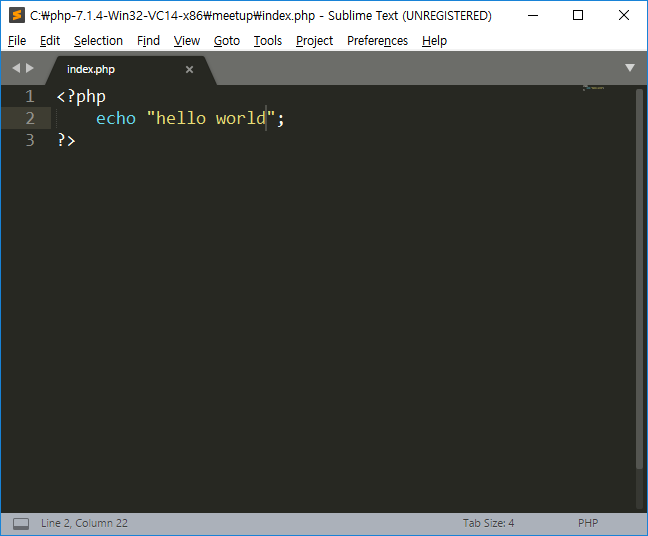 C:₩php-7.1.4-Win32-VC14-x86₩meetup₩index.php - Sublime Text (UNREGISTERED)
File Edit Selection Find View Goto Tools Project Preferences Help
index.php
1 <?php
2 echo "hello world";
3 ?>
Line 2, Column 22 Tab Size: 4 PHP